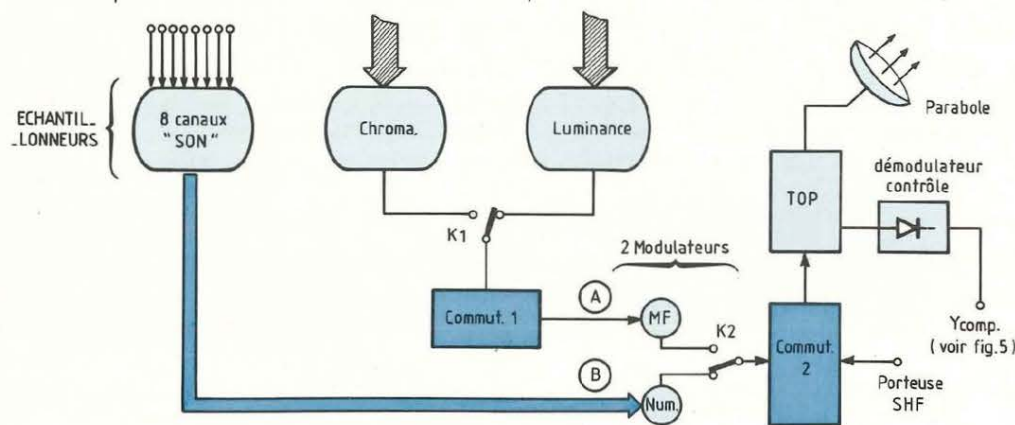 ECHANTIL_
_LONNEURS
8 canaux
"SON"
Chroma.
Luminance
Parabole
TOP
démodulateur
contrôle
K1
2 Modulateurs
A
MF
K2
Commut. 1
Commut.
2
Ycomp.
(voir fig.5)
B
Num.
Porteuse
SHF